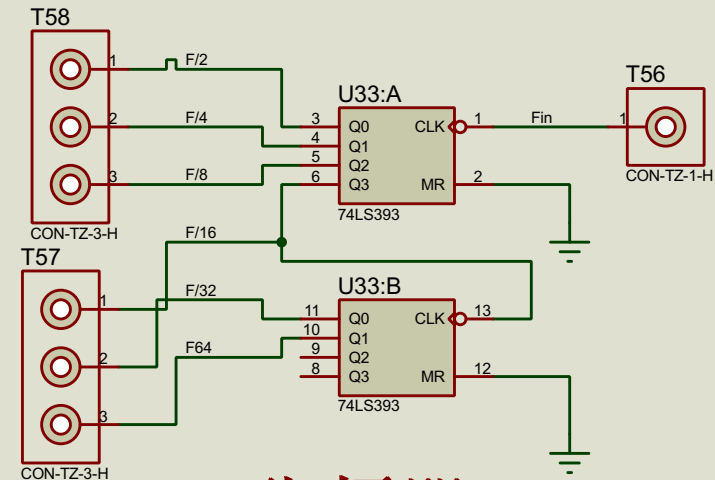 T58
1 F/2
2 F/4
3 F/8
CON-TZ-3-H
U33:A
3 Q0 CLK 1
4 Q1
5 Q2
6 Q3 MR 2
74LS393
Fin
T56
1
CON-TZ-1-H
T57
F/16
1
F/32
2
F64
3
CON-TZ-3-H
U33:B
11 Q0 CLK 13
10 Q1
9 Q2
8 Q3 MR 12
74LS393